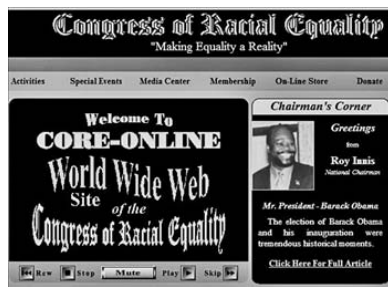 Congress of Racial Equality
"Making Equality a Reality"
Activities Special Events Media Center Membership On-Line Store Donate
Welcome To
CORE-ONLINE
World Wide Web
Site of the
Congress of Racial Equality
Rew Stop Mute Play Skip
Chairman's Corner
Greetings
from
Roy Innis
National Chairman
Mr. President - Barack Obama
The election of Barack Obama
and his inauguration were
tremendous historical moments.
Click Here For Full Article